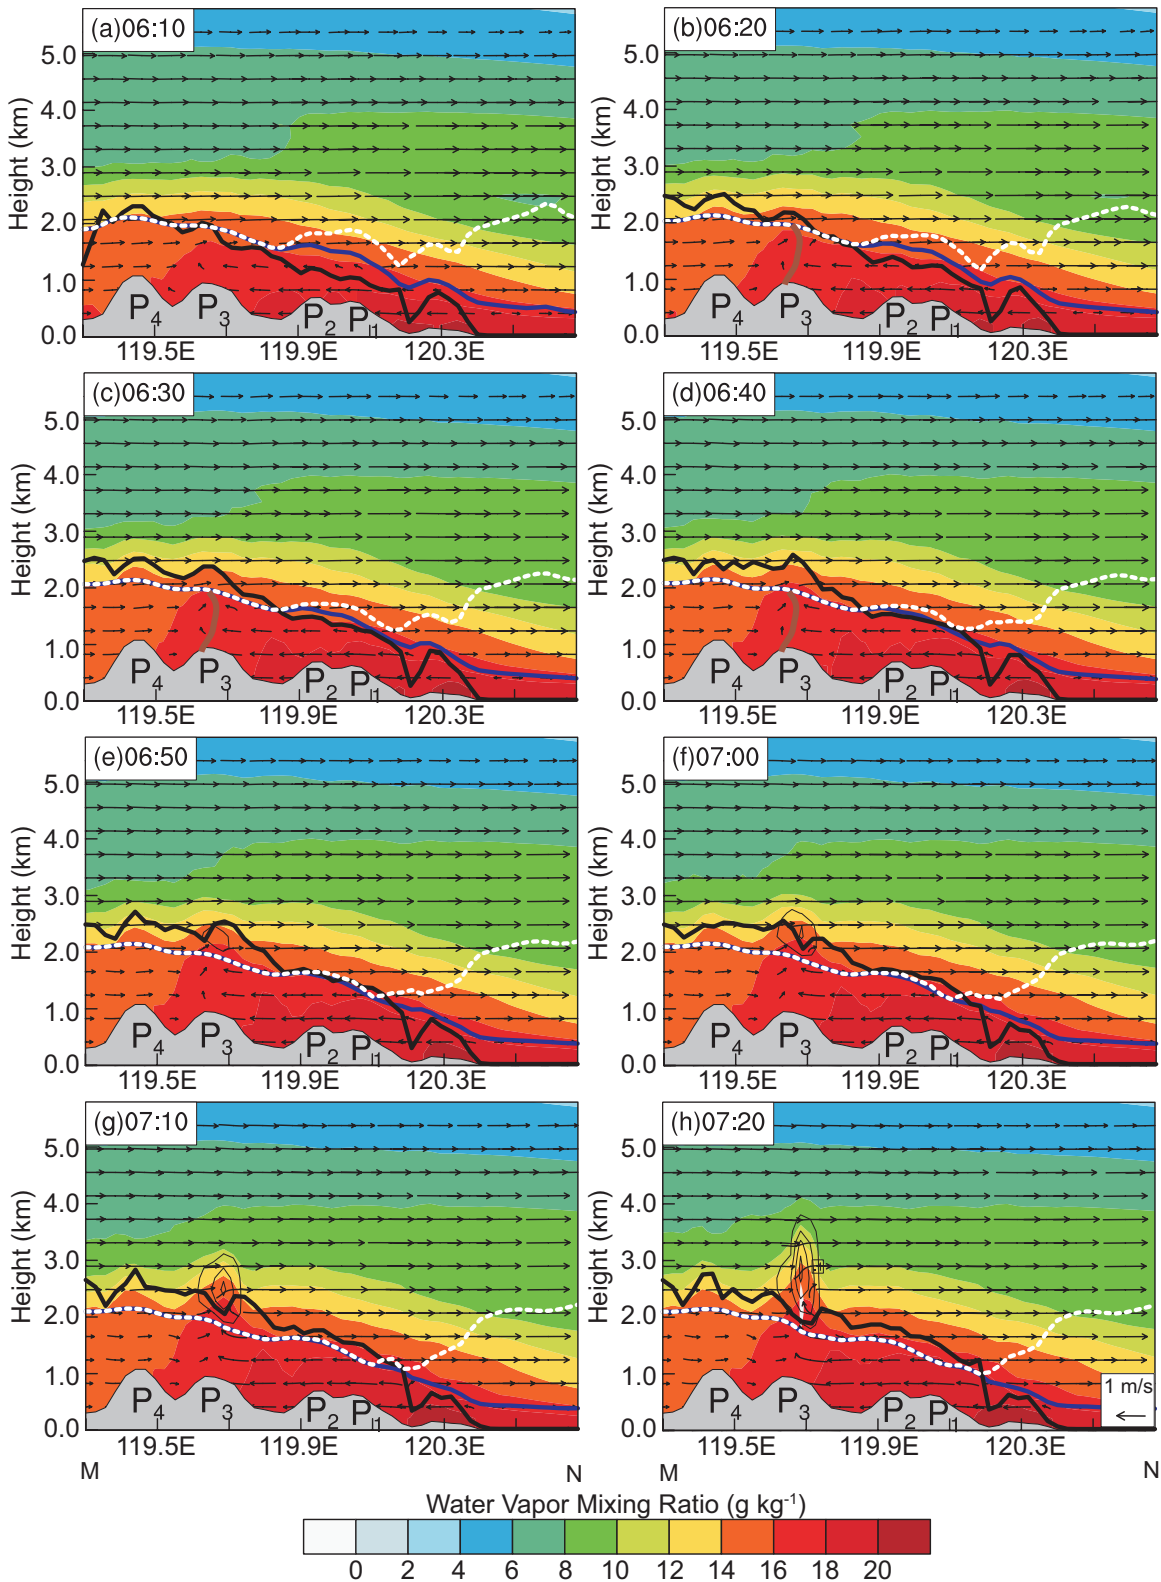 (a)06:10
(b)06:20
Height (km)
5.0
4.0
3.0
2.0
1.0
0.0
P4
P3
P2
P1
119.5E
119.9E
120.3E
Height (km)
5.0
4.0
3.0
2.0
1.0
0.0
P4
P3
P2
P1
119.5E
119.9E
120.3E
(c)06:30
(d)06:40
Height (km)
5.0
4.0
3.0
2.0
1.0
0.0
P4
P3
P2
P1
119.5E
119.9E
120.3E
Height (km)
5.0
4.0
3.0
2.0
1.0
0.0
P4
P3
P2
P1
119.5E
119.9E
120.3E
(e)06:50
(f)07:00
Height (km)
5.0
4.0
3.0
2.0
1.0
0.0
P4
P3
P2
P1
119.5E
119.9E
120.3E
Height (km)
5.0
4.0
3.0
2.0
1.0
0.0
P4
P3
P2
P1
119.5E
119.9E
120.3E
(g)07:10
(h)07:20
Height (km)
5.0
4.0
3.0
2.0
1.0
0.0
P4
P3
P2
P1
119.5E
119.9E
120.3E
M
N
Height (km)
5.0
4.0
3.0
2.0
1.0
0.0
P4
P3
P2
P1
1 m/s
119.5E
119.9E
120.3E
M
N
Water Vapor Mixing Ratio (g kg⁻¹)
0 2 4 6 8 10 12 14 16 18 20